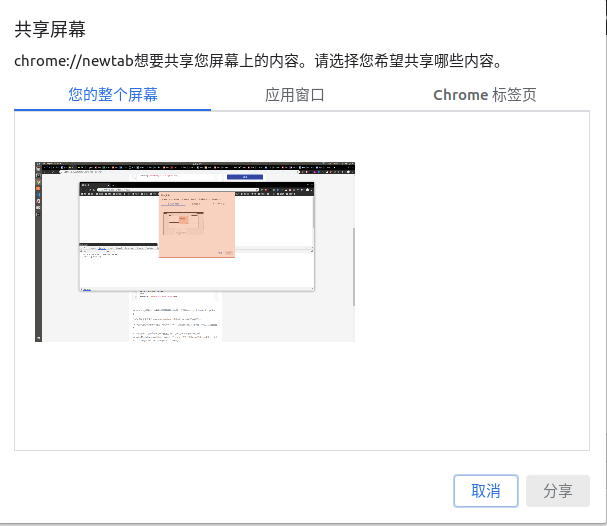 共享屏幕
chrome://newtab想要共享您屏幕上的内容。请选择您希望共享哪些内容。
您的整个屏幕
应用窗口
Chrome 标签页
取消
分享